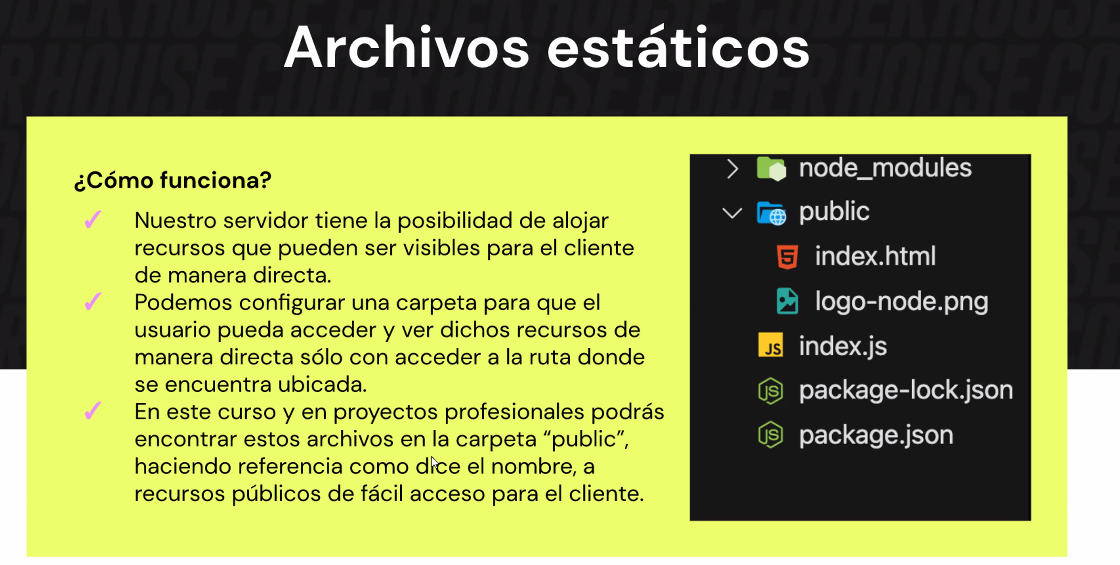 Archivos estáticos
¿Cómo funciona?
✓ Nuestro servidor tiene la posibilidad de alojar
recursos que pueden ser visibles para el cliente
de manera directa.
✓ Podemos configurar una carpeta para que el
usuario pueda acceder y ver dichos recursos de
manera directa sólo con acceder a la ruta donde
se encuentra ubicada.
✓ En este curso y en proyectos profesionales podrás
encontrar estos archivos en la carpeta “public”,
haciendo referencia como dice el nombre, a
recursos públicos de fácil acceso para el cliente.
node_modules
public
index.html
logo-node.png
JS index.js
package-lock.json
package.json